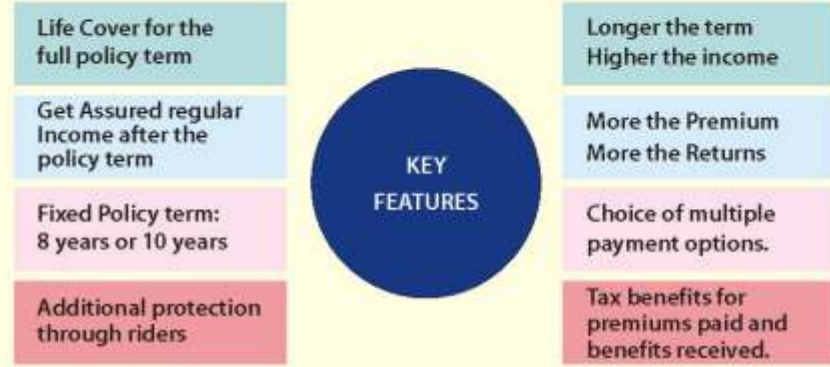 Life Cover for the
full policy term
Get Assured regular
Income after the
policy term
Fixed Policy term:
8 years or 10 years
Additional protection
through riders
KEY
FEATURES
Longer the term
Higher the income
More the Premium
More the Returns
Choice of multiple
payment options.
Tax benefits for
premiums paid and
benefits received.